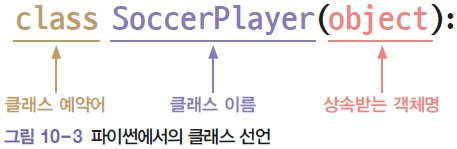 class SoccerPlayer(object):
클래스 예약어 클래스 이름 상속받는 객체명
그림 10-3 파이썬에서의 클래스 선언